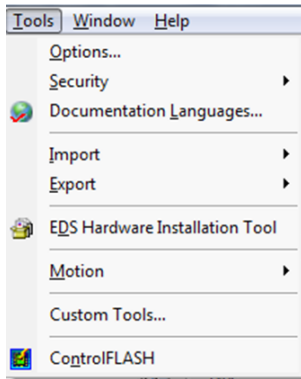 Tools Window Help
Options...
Security
Documentation Languages...
Import
Export
EDS Hardware Installation Tool
Motion
Custom Tools...
ControlFLASH